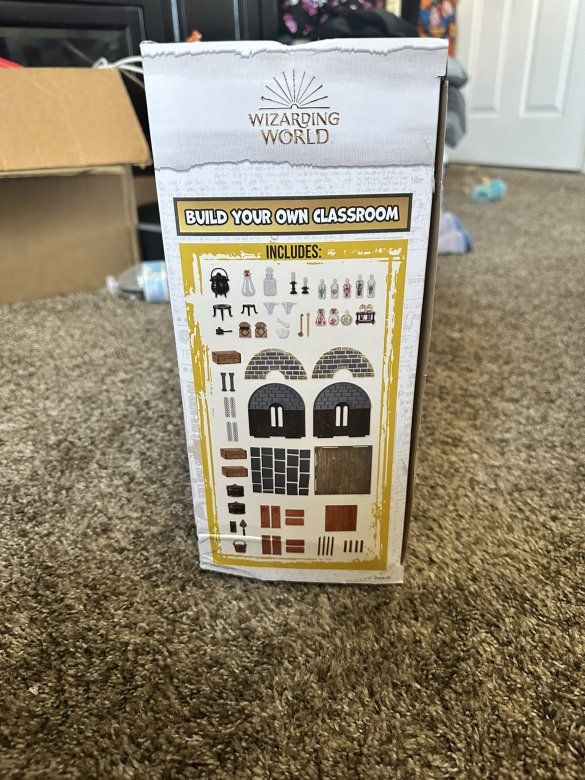 WIZARDING
WORLD
BUILD YOUR OWN CLASSROOM
INCLUDES: